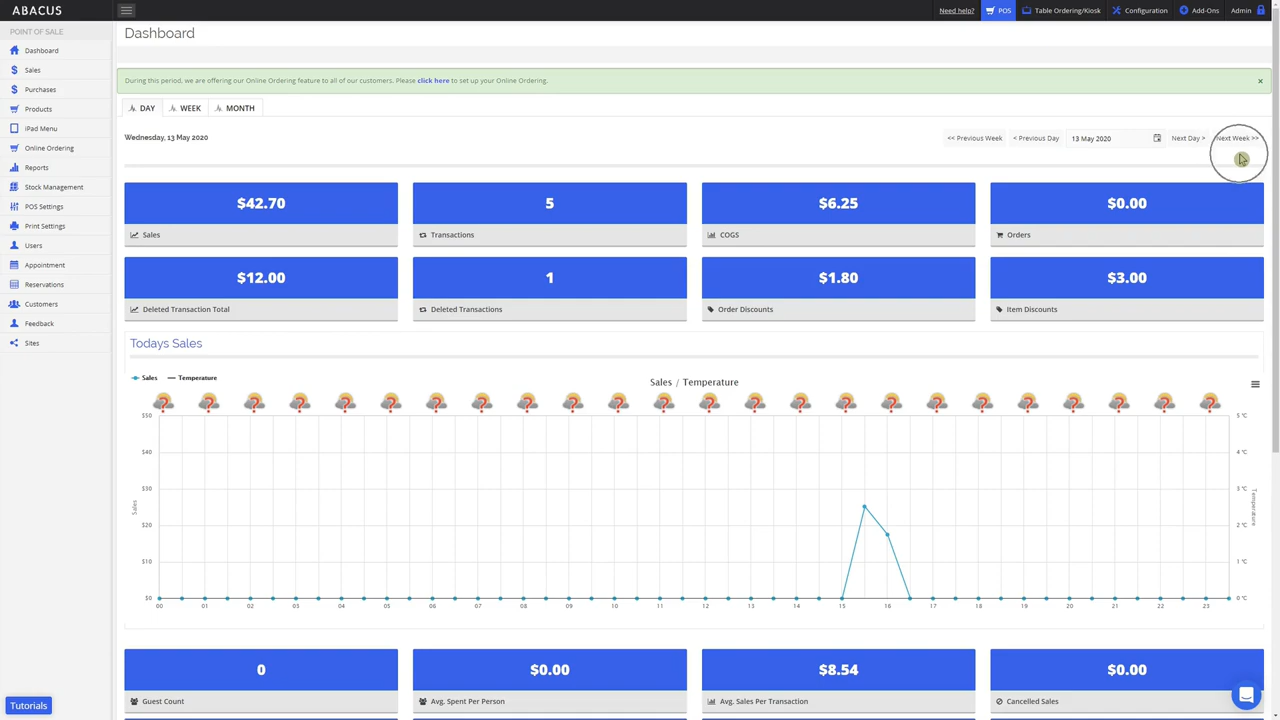 ABACUS
Need help?
POS
Table Ordering/Kiosk
Configuration
Add-Ons
Admin
POINT OF SALE
Dashboard
Sales
Purchases
Products
iPad Menu
Online Ordering
Reports
Stock Management
POS Settings
Print Settings
Users
Appointment
Reservations
Customers
Feedback
Sites
Tutorials
Dashboard
During this period, we are offering our Online Ordering feature to all of our customers. Please click here to set up your Online Ordering.
×
DAY WEEK MONTH
Wednesday, 13 May 2020
<< Previous Week < Previous Day 13 May 2020 Next Day > Next Week >>
$42.70 5 $6.25 $0.00
Sales Transactions COGS Orders
$12.00 1 $1.80 $3.00
Deleted Transaction Total Deleted Transactions Order Discounts Item Discounts
Todays Sales
Sales Temperature
Sales / Temperature
? ? ? ? ? ? ? ? ? ? ? ? ? ? ? ? ? ? ? ? ? ? ? ?
$50 5 °C
$40 4 °C
$30 3 °C
Sales Temperature
$20 2 °C
$10 1 °C
$0 0 °C
00 01 02 03 04 05 06 07 08 09 10 11 12 13 14 15 16 17 18 19 20 21 22 23
0 $0.00 $8.54 $0.00
Guest Count Avg. Spent Per Person Avg. Sales Per Transaction Cancelled Sales